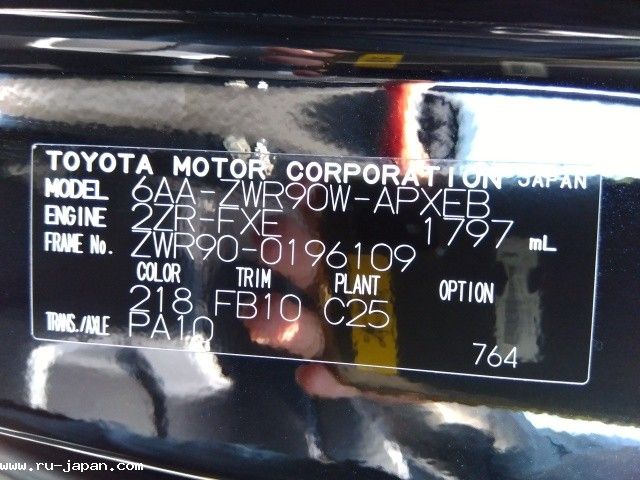 TOYOTA MOTOR CORPORATION JAPAN
MODEL 6AA-ZWR90W-APXEB
ENGINE 2ZR-FXE 1797 mL
FRAME No. ZWR90-0196109
COLOR TRIM PLANT OPTION
218 FB10 C25
TRANS./AXLE PA10
764
www.ru-japan.com